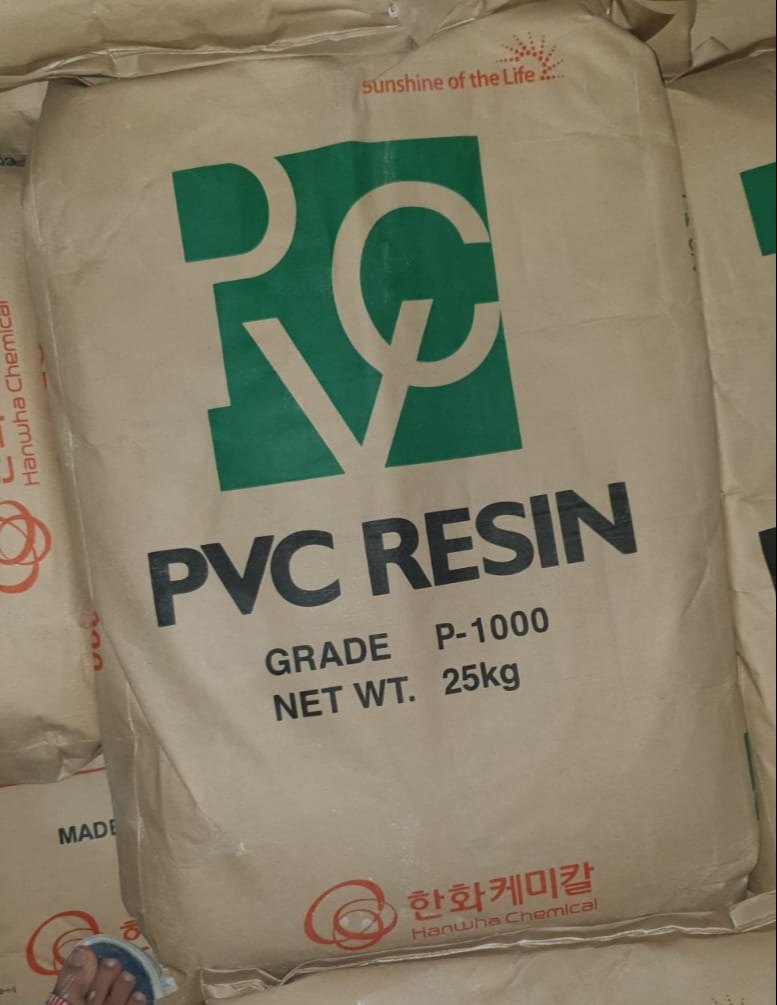 sunshine of the Life
PVC
PVC RESIN
GRADE P-1000
NET WT. 25kg
한화케미칼
Hanwha Chemical
Hanwha Chemical
MADE